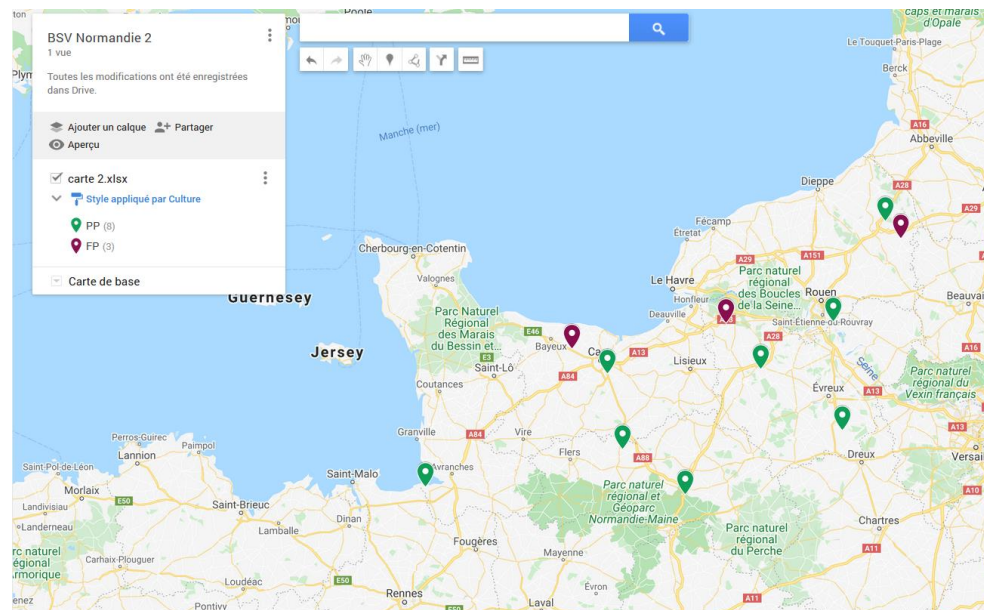 BSV Normandie 2
1 vue
Toutes les modifications ont été enregistrées
dans Drive.
Ajouter un calque
Partager
Aperçu
carte 2.xlsx
Style appliqué par Culture
PP (8)
FP (3)
Carte de base
Poole
caps et marais
d'Opale
Le Touquet-Paris-Plage
Berck
Manche (mer)
A16
Abbeville
Dieppe
A28
A29
Fécamp
Étretat
Cherbourg-en-Cotentin
A29
A151
Valognes
Le Havre
Parc naturel
régional
des Boucles
de la Seine...
Rouen
Honfleur
Beauvai
Guernesey
Deauville
Saint-Étienne-du-Rouvray
Parc Naturel
Régional
des Marais
du Bessin et...
E46
Bayeux
Ca
A13
A28
Jersey
E3
Saint-Lô
Lisieux
Seine
A16
A84
Parc naturel
régional du
Vexin français
Coutances
Évreux
A13
Granville
A84
Vire
A13
Perros-Guirec
Paimpol
Lannion
Flers
A88
Dreux
Versai
Saint-Pol-de-Léon
Saint-Malo
Avranches
Morlaix
E50
Parc naturel
régional et
Géoparc
Normandie-Maine
A10
Landivisiau
Saint-Brieuc
Dinan
Chartres
Landerneau
Lamballe
Fougères
Parc naturel
régional
du Perche
rc naturel
égional
rmorique
Carhaix-Plouguer
Mayenne
A11
Loudéac
E50
Évron
Rennes
Laval
A11
enez
Pontivy
E50